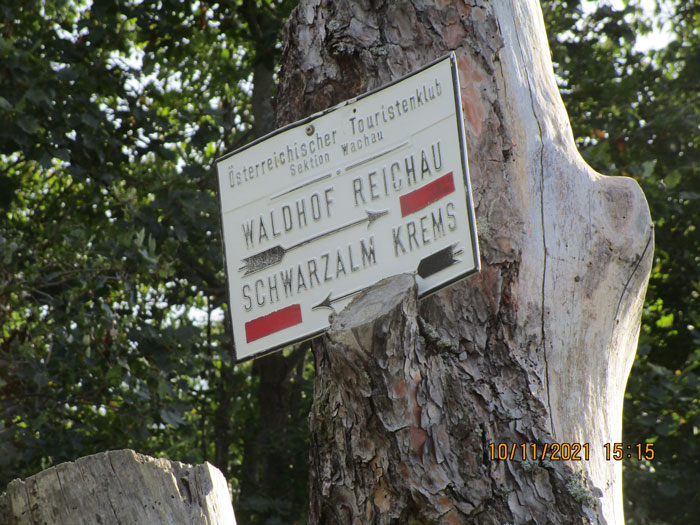 Österreichischer Touristenklub
Sektion Wachau
WALDHOF REICHAU
SCHWARZALM KREMS
10/11/2021 15:15